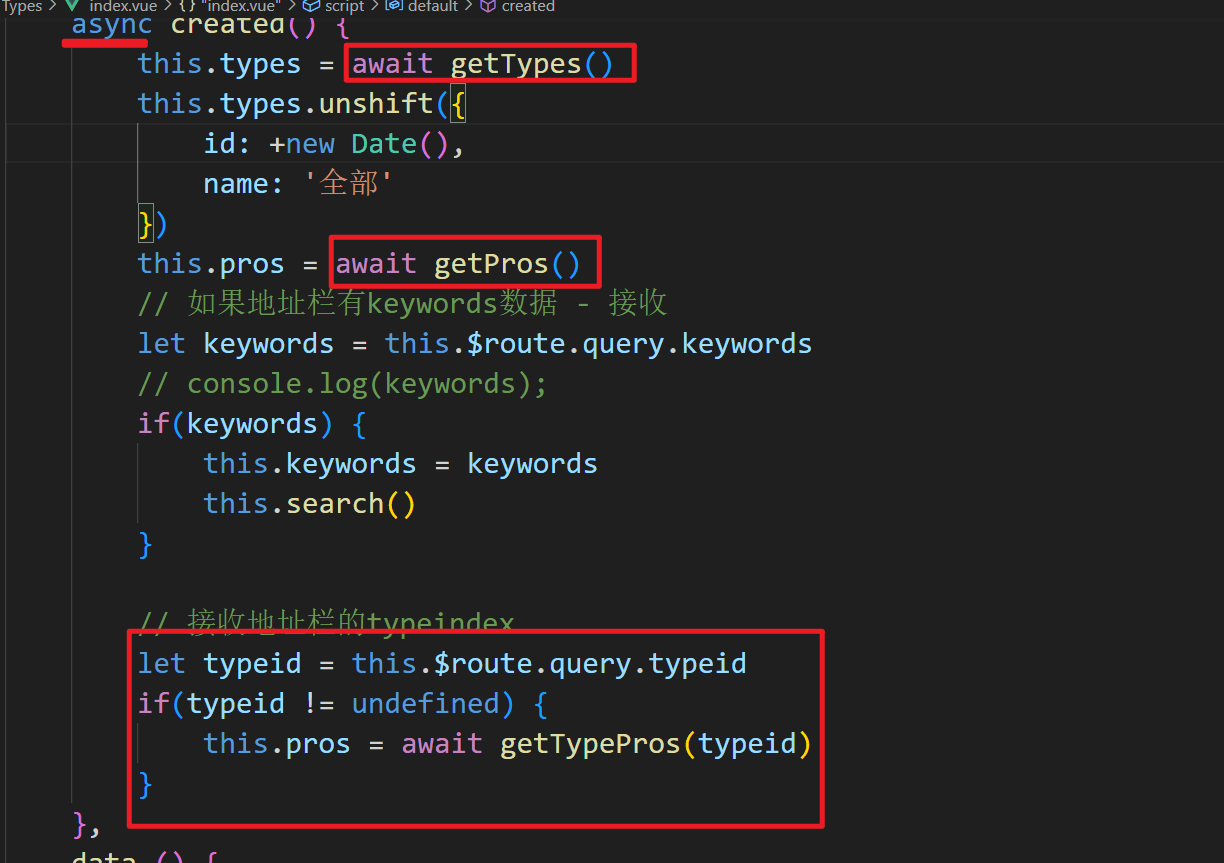 Types > index.vue > {} "index.vue" > script > default > created
async created() {
this.types = await getTypes()
this.types.unshift({
id: +new Date(),
name: '全部'
})
this.pros = await getPros()
// 如果地址栏有keywords数据 - 接收
let keywords = this.$route.query.keywords
// console.log(keywords);
if(keywords) {
this.keywords = keywords
this.search()
}
// 接收地址栏的typeindex
let typeid = this.$route.query.typeid
if(typeid != undefined) {
this.pros = await getTypePros(typeid)
}
},
data () {